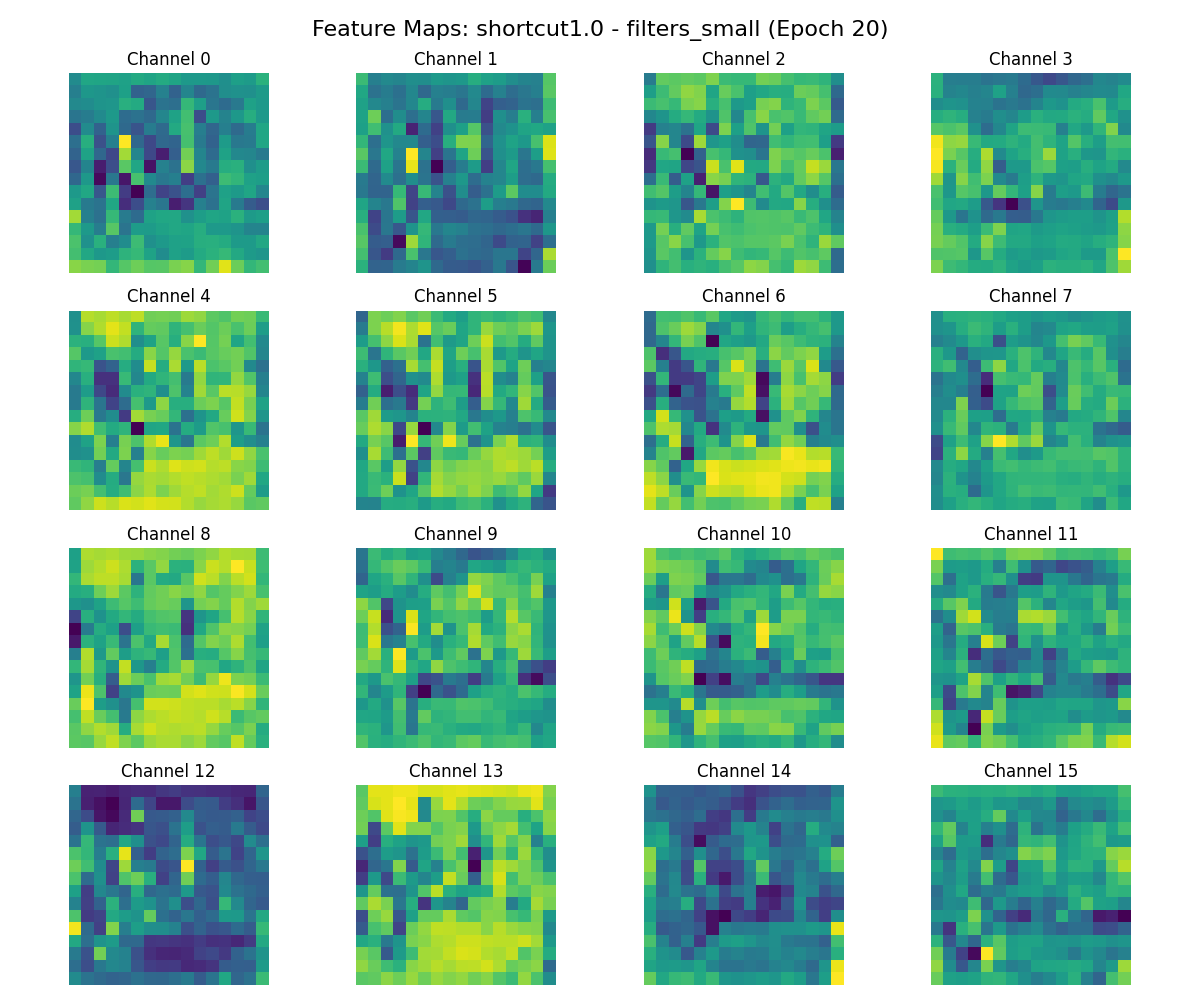 Feature Maps: shortcut1.0 - filters_small (Epoch 20)
Channel 0
Channel 1
Channel 2
Channel 3
Channel 4
Channel 5
Channel 6
Channel 7
Channel 8
Channel 9
Channel 10
Channel 11
Channel 12
Channel 13
Channel 14
Channel 15